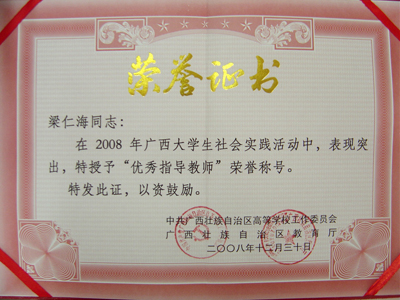 荣誉证书
梁仁海同志：
在 2008 年广西大学生社会实践活动中，表现突
出，特授予“优秀指导教师”荣誉称号。
特发此证，以资鼓励。
中共广西壮族自治区高等学校工作委员会
广西壮族自治区教育厅
二〇〇八年十二月三十日